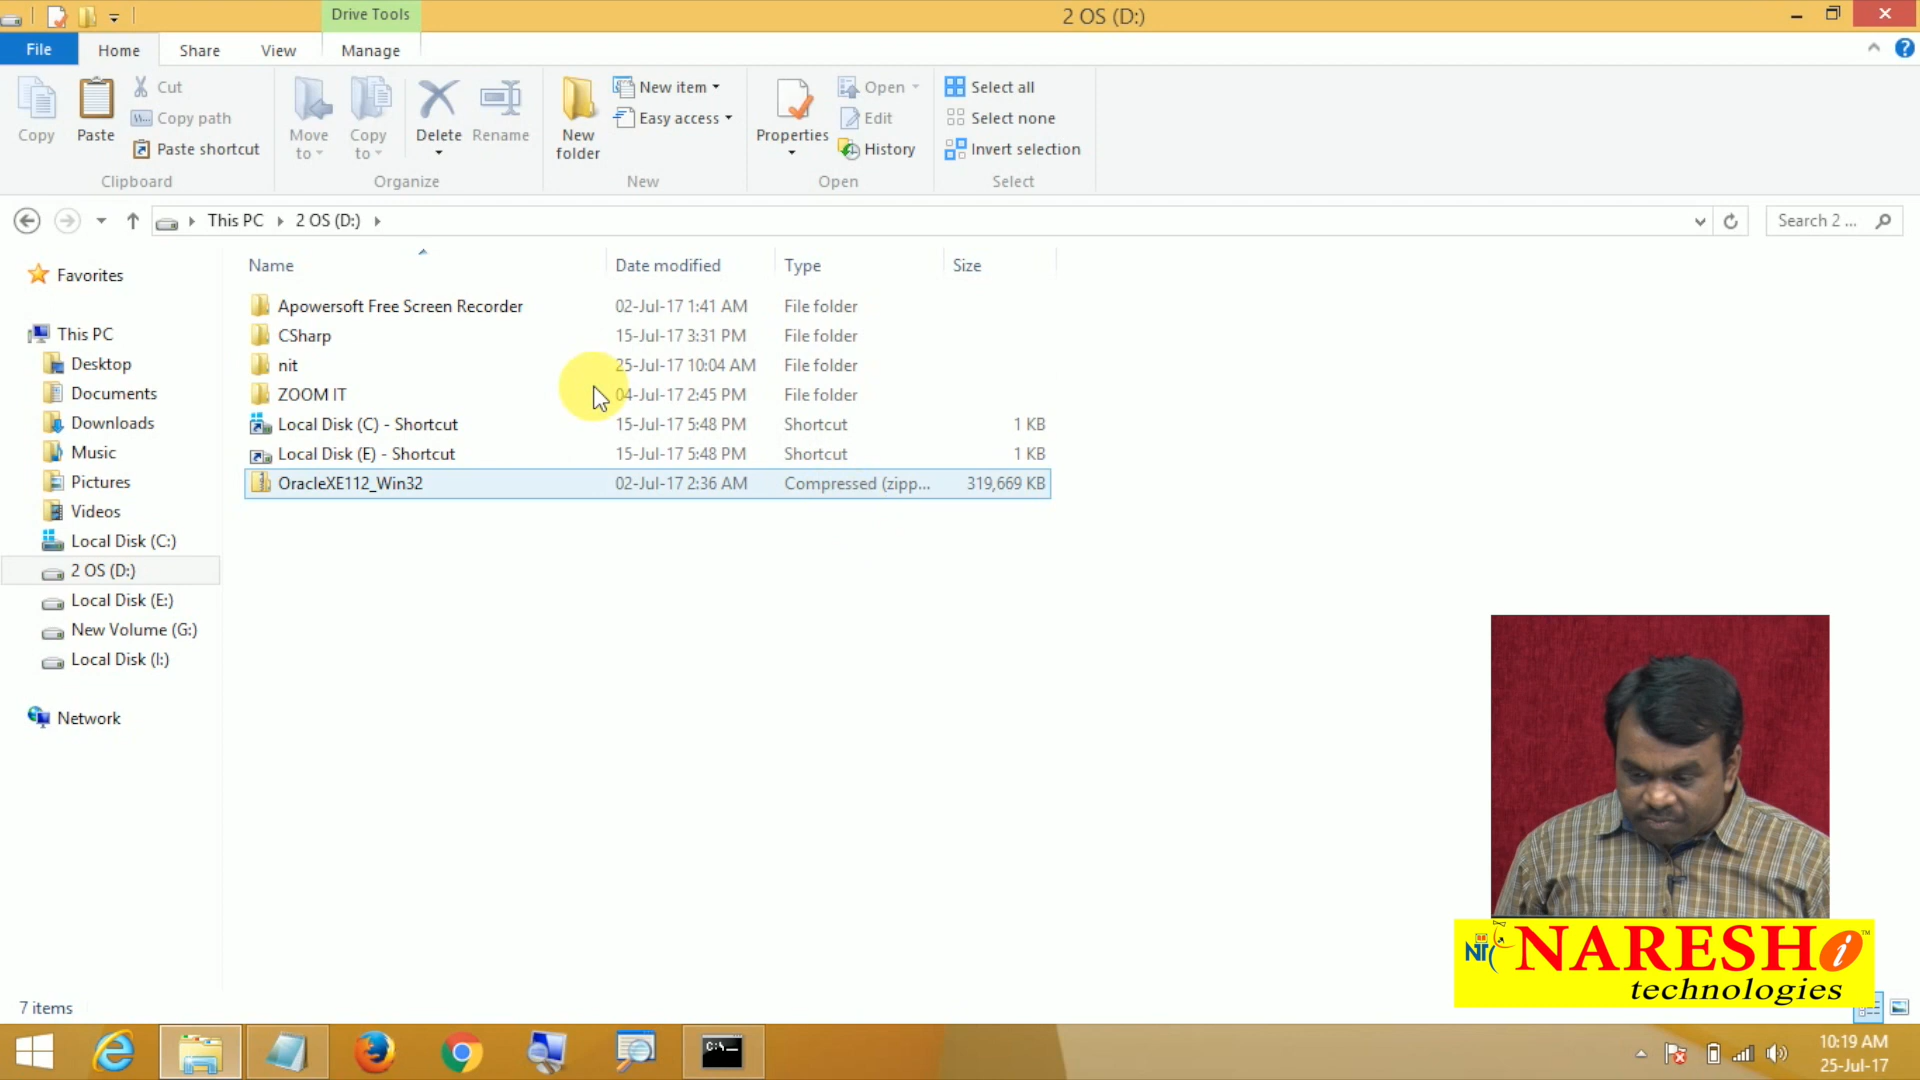 Drive Tools
2 OS (D:)
File
Home
Share
View
Manage
Copy
Paste
Cut
Copy path
Paste shortcut
Clipboard
Move to
Copy to
Delete
Rename
Organize
New folder
New item
Easy access
New
Properties
Open
Edit
History
Open
Select all
Select none
Invert selection
Select
This PC
2 OS (D:)
Search 2 ...
Favorites
This PC
Desktop
Documents
Downloads
Music
Pictures
Videos
Local Disk (C:)
2 OS (D:)
Local Disk (E:)
New Volume (G:)
Local Disk (I:)
Network
Name Date modified Type Size
Apowersoft Free Screen Recorder 02-Jul-17 1:41 AM File folder
CSharp 15-Jul-17 3:31 PM File folder
nit 25-Jul-17 10:04 AM File folder
ZOOM IT 04-Jul-17 2:45 PM File folder
Local Disk (C) - Shortcut 15-Jul-17 5:48 PM Shortcut 1 KB
Local Disk (E) - Shortcut 15-Jul-17 5:48 PM Shortcut 1 KB
OracleXE112_Win32 02-Jul-17 2:36 AM Compressed (zipp... 319,669 KB
NARESH i
technologies
7 items
C:\
10:19 AM
25-Jul-17